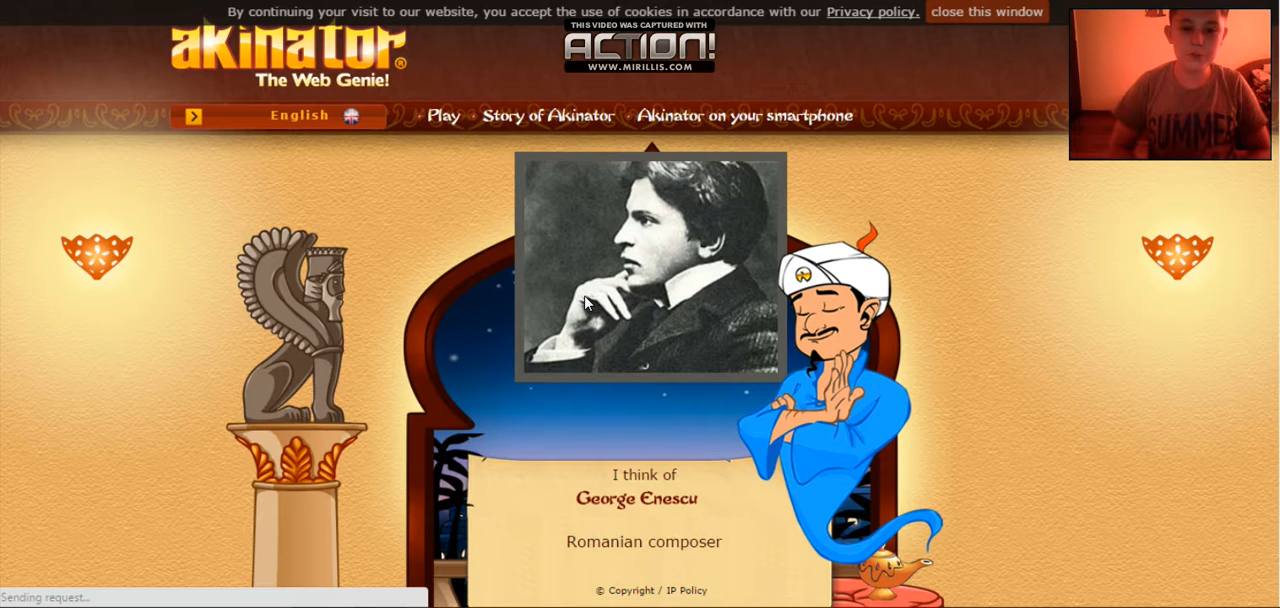 By continuing your visit to our website, you accept the use of cookies in accordance with our Privacy policy. close this window
THIS VIDEO WAS CAPTURED WITH
ACTION!
WWW.MIRILLIS.COM
akinator®
The Web Genie!
English
Play · Story of Akinator · Akinator on your smartphone
SUMMER
I think of
George Enescu
Romanian composer
© Copyright / IP Policy
Sending request...